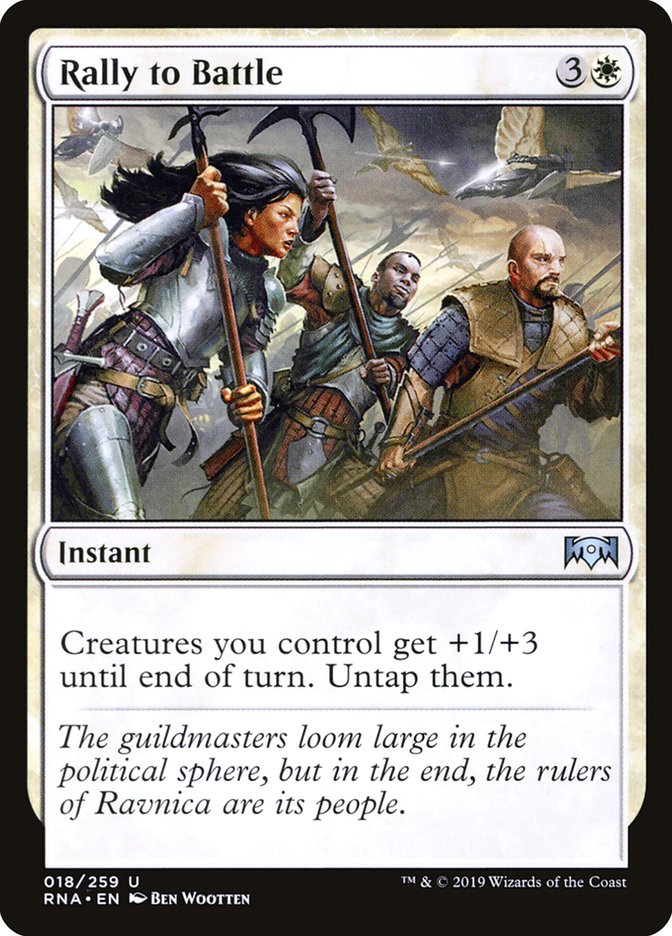 Rally to Battle 3
Instant
Creatures you control get +1/+3
until end of turn. Untap them.
The guildmasters loom large in the
political sphere, but in the end, the rulers
of Ravnica are its people.
018/259 U
RNA • EN Ben Wootten
™ & © 2019 Wizards of the Coast